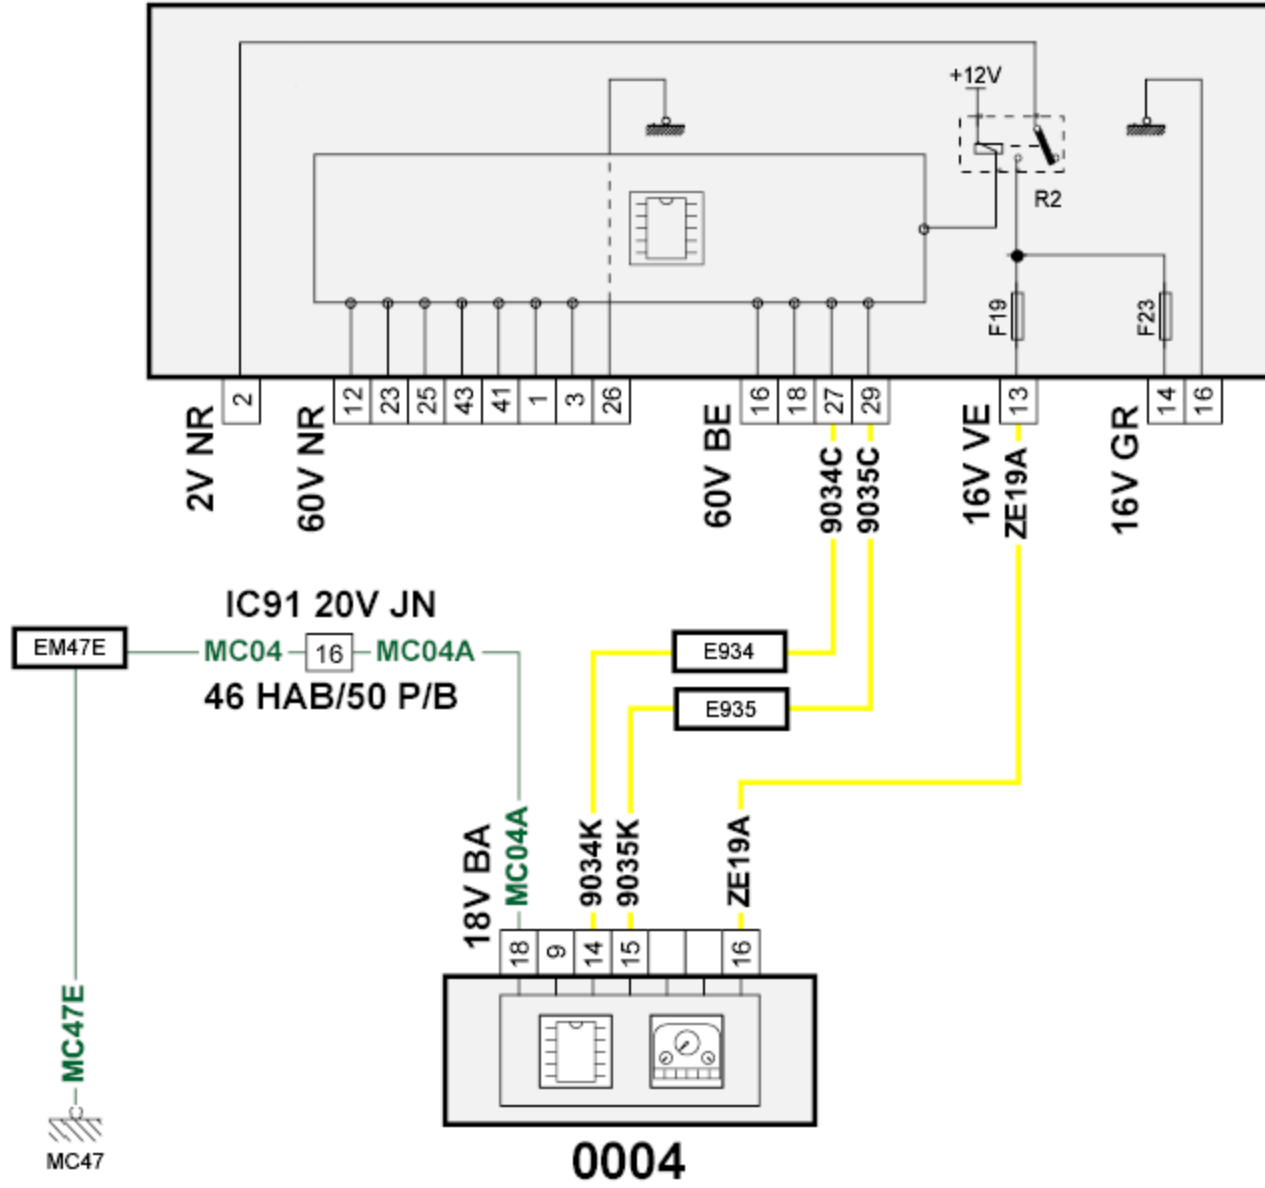 +12V
R2
F19
F23
2
12
23
25
43
41
1
3
26
16
18
27
29
13
14
16
2V NR
60V NR
60V BE
9034C
9035C
16V VE
ZE19A
16V GR
IC91 20V JN
EM47E
MC04
16
MC04A
46 HAB/50 P/B
E934
E935
18V BA
MC04A
9034K
9035K
ZE19A
18
9
14
15
16
MC47E
MC47
0004